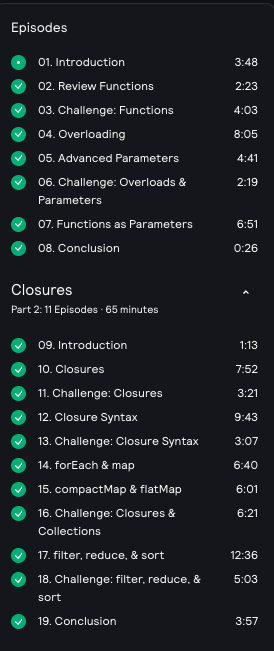 Episodes
01. Introduction 3:48
02. Review Functions 2:23
03. Challenge: Functions 4:03
04. Overloading 8:05
05. Advanced Parameters 4:41
06. Challenge: Overloads & 2:19
Parameters
07. Functions as Parameters 6:51
08. Conclusion 0:26
Closures
Part 2: 11 Episodes · 65 minutes
09. Introduction 1:13
10. Closures 7:52
11. Challenge: Closures 3:21
12. Closure Syntax 9:43
13. Challenge: Closure Syntax 3:07
14. forEach & map 6:40
15. compactMap & flatMap 6:01
16. Challenge: Closures & 6:21
Collections
17. filter, reduce, & sort 12:36
18. Challenge: filter, reduce, & 5:03
sort
19. Conclusion 3:57